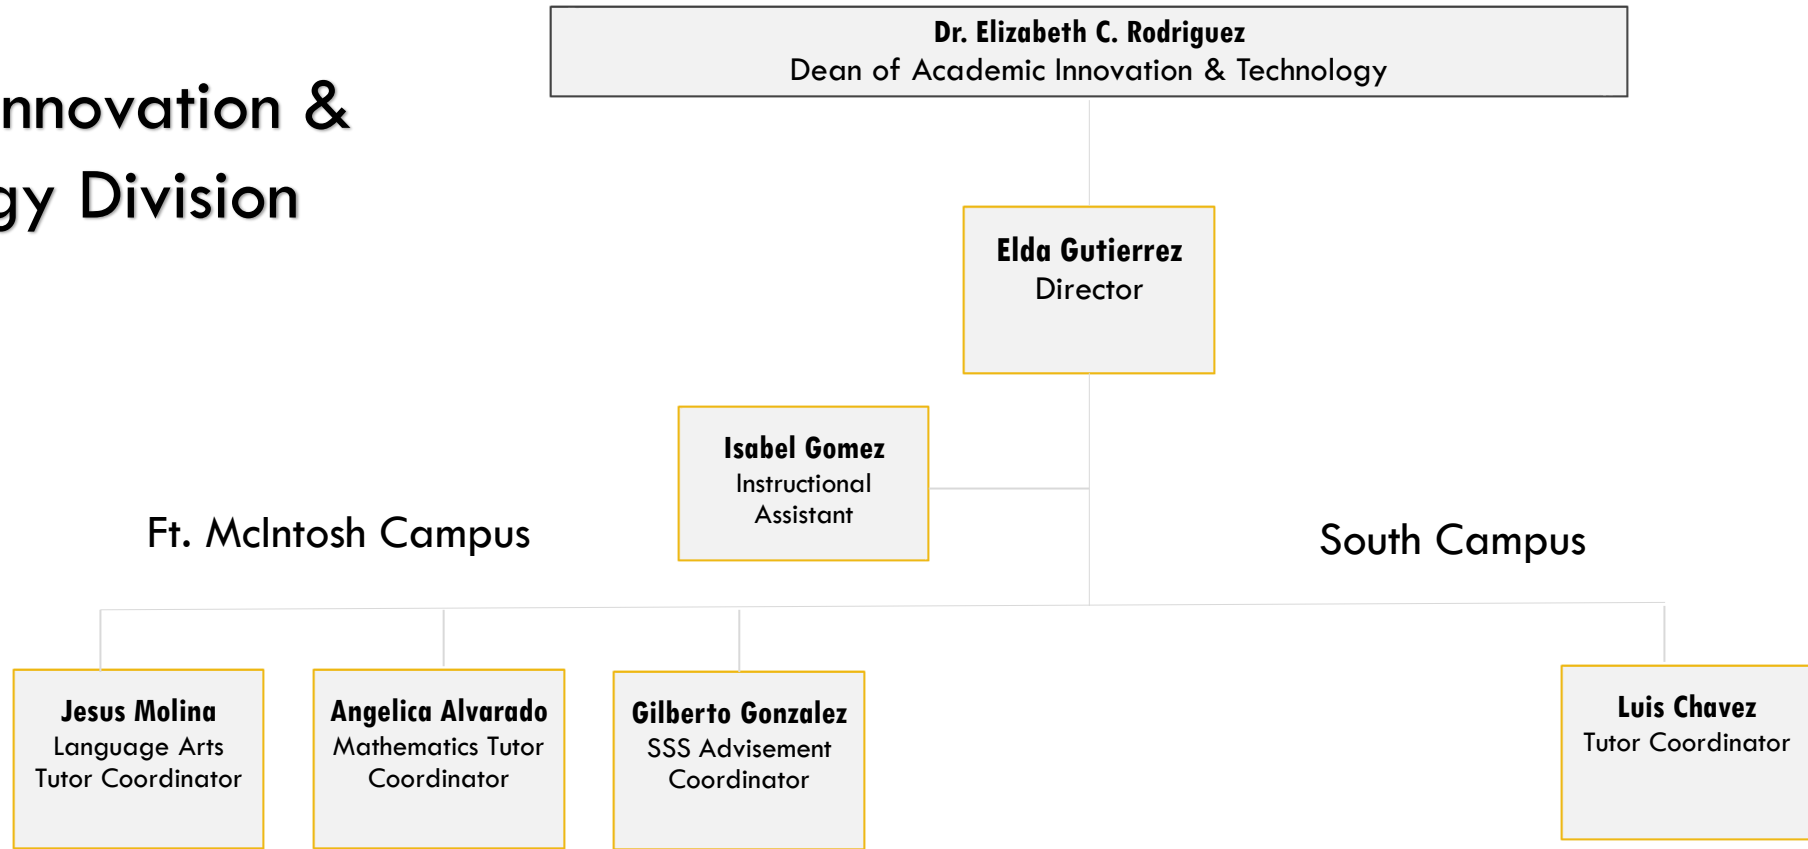 Dr. Elizabeth C. Rodriguez
Dean of Academic Innovation & Technology
nnovation &
gy Division
Elda Gutierrez
Director
Isabel Gomez
Instructional
Assistant
Ft. McIntosh Campus
South Campus
Jesus Molina
Language Arts
Tutor Coordinator
Angelica Alvarado
Mathematics Tutor
Coordinator
Gilberto Gonzalez
SSS Advisement
Coordinator
Luis Chavez
Tutor Coordinator